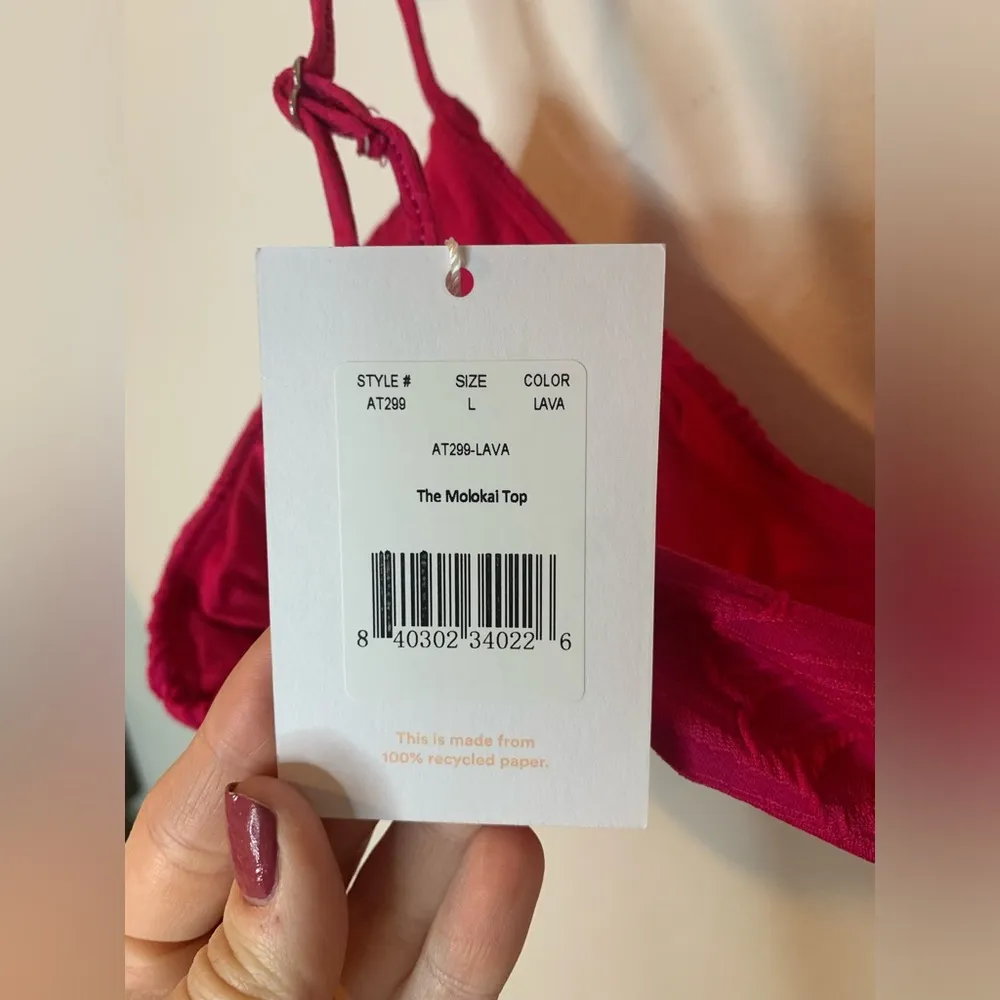 STYLE # SIZE COLOR
AT299 L LAVA
AT299-LAVA
The Molokai Top
8 40302 34022 6
This is made from
100% recycled paper.